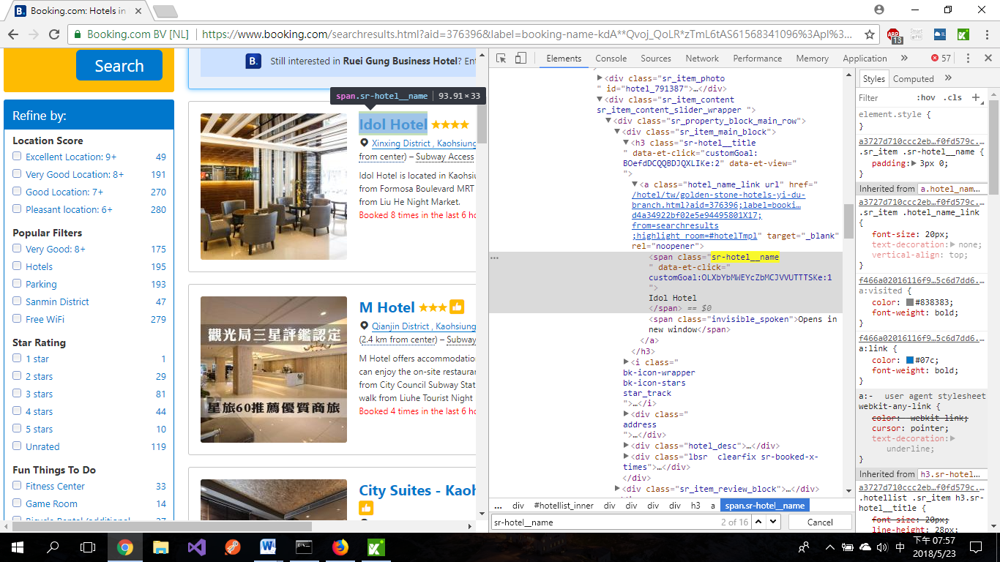 Booking.com: Hotels in
Booking.com BV [NL]
https://www.booking.com/searchresults.html?aid=376396&label=booking-name-kdA**Qvoj_QoLR*zTmL6tAS61568341096%3Apl%3...
ABP
13
Search
Still interested in Ruei Gung Business Hotel? Ent
span.sr-hotel__name
93.91 × 33
Refine by:
Location Score
Excellent Location: 9+ 49
Very Good Location: 8+ 191
Good Location: 7+ 270
Pleasant location: 6+ 280
Popular Filters
Very Good: 8+ 175
Hotels 195
Parking 193
Sanmin District 47
Free WiFi 279
Star Rating
1 star 1
2 stars 29
3 stars 81
4 stars 44
5 stars 10
Unrated 119
Fun Things To Do
Fitness Center 33
Game Room 14
Idol Hotel
Xinxing District , Kaohsiung
from center) – Subway Access
Idol Hotel is located in Kaohsiu
from Formosa Boulevard MRT
from Liu He Night Market.
Booked 8 times in the last 6 ho
觀光局三星評鑑認定
星旅60推薦優質商旅
M Hotel
Qianjin District , Kaohsiung
(2.4 km from center) – Subway
M Hotel offers accommodation
can enjoy the on-site restauran
from City Council Subway Stat
walk from Liuhe Tourist Night
Booked 4 times in the last 6 ho
City Suites - Kaoh
Elements Console Sources Network Performance Memory Application » 57
<div class="sr_item_photo
" id="hotel_791387">…</div>
<div class="sr_item_content
sr_item_content_slider_wrapper ">
<div class="sr_property_block_main_row">
<div class="sr_item_main_block">
<h3 class="sr-hotel__title
" data-et-click="customGoal:
BOefdDCQQBDJQXLIKe:2" data-et-view="
">
<a class="hotel_name_link url" href="
/hotel/tw/golden-stone-hotels-yi-du-
branch.html?aid=376396;label=booki…
d4a34922bf02e5e94495801X17;
from=searchresults
;highlight_room=#hotelTmpl" target="_blank"
rel="noopener">
<span class="sr-hotel__name
" data-et-click="
customGoal:OLXbYbMWEYcZbMCJVVUTTTSKe:1
">
Idol Hotel
</span> == $0
<span class="invisible_spoken">Opens in
new window</span>
</a>
</h3>
<i class="
bk-icon-wrapper
bk-icon-stars
star_track
">…</i>
<div class="
address
">…</div>
<div class="hotel_desc">…</div>
<div class="lbsr  clearfix sr-booked-x-
times">…</div>
</div>
<div class="sr_item_review_block">…</div>
... div #hotellist_inner div div div div h3 a span.sr-hotel__name
sr-hotel__name 2 of 16 Cancel
Styles Computed »
Filter :hov .cls +
element.style {
}
a3727d710ccc2eb…f0fd579c.…
.sr_item .sr-hotel__name {
padding: 3px 0;
}
Inherited from a.hotel_nam…
a3727d710ccc2eb…f0fd579c.…
.sr_item .hotel_name_link
{
font-size: 20px;
text-decoration: none;
vertical-align: top;
}
f466a02016116f9…5c6d7dd6.…
a:visited {
color: #838383;
font-weight: bold;
}
f466a02016116f9…5c6d7dd6.…
a:link {
color: #07c;
font-weight: bold;
}
a:- user agent stylesheet
webkit-any-link {
color: -webkit-link;
cursor: pointer;
text-decoration:
underline;
}
Inherited from h3.sr-hotel…
a3727d710ccc2eb…f0fd579c.…
.hotellist .sr_item h3.sr-
hotel__title {
font-size: 20px;
line-height: 28px;
中
下午 07:57
2018/5/23